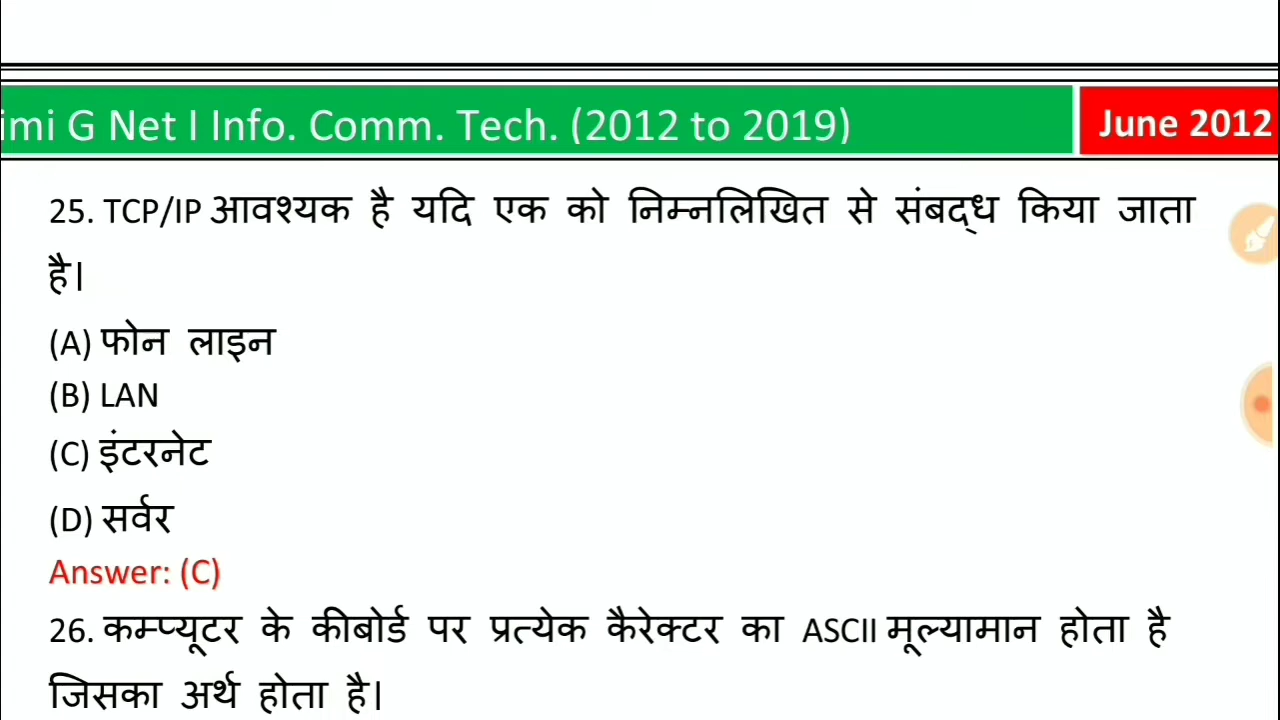 imi G Net I Info. Comm. Tech. (2012 to 2019)
June 2012
25. TCP/IP आवश्यक है यदि एक को निम्नलिखित से संबद्ध किया जाता
है।
(A) फोन लाइन
(B) LAN
(C) इंटरनेट
(D) सर्वर
Answer: (C)
26. कम्प्यूटर के कीबोर्ड पर प्रत्येक कैरेक्टर का ASCII मूल्यामान होता है
जिसका अर्थ होता है।